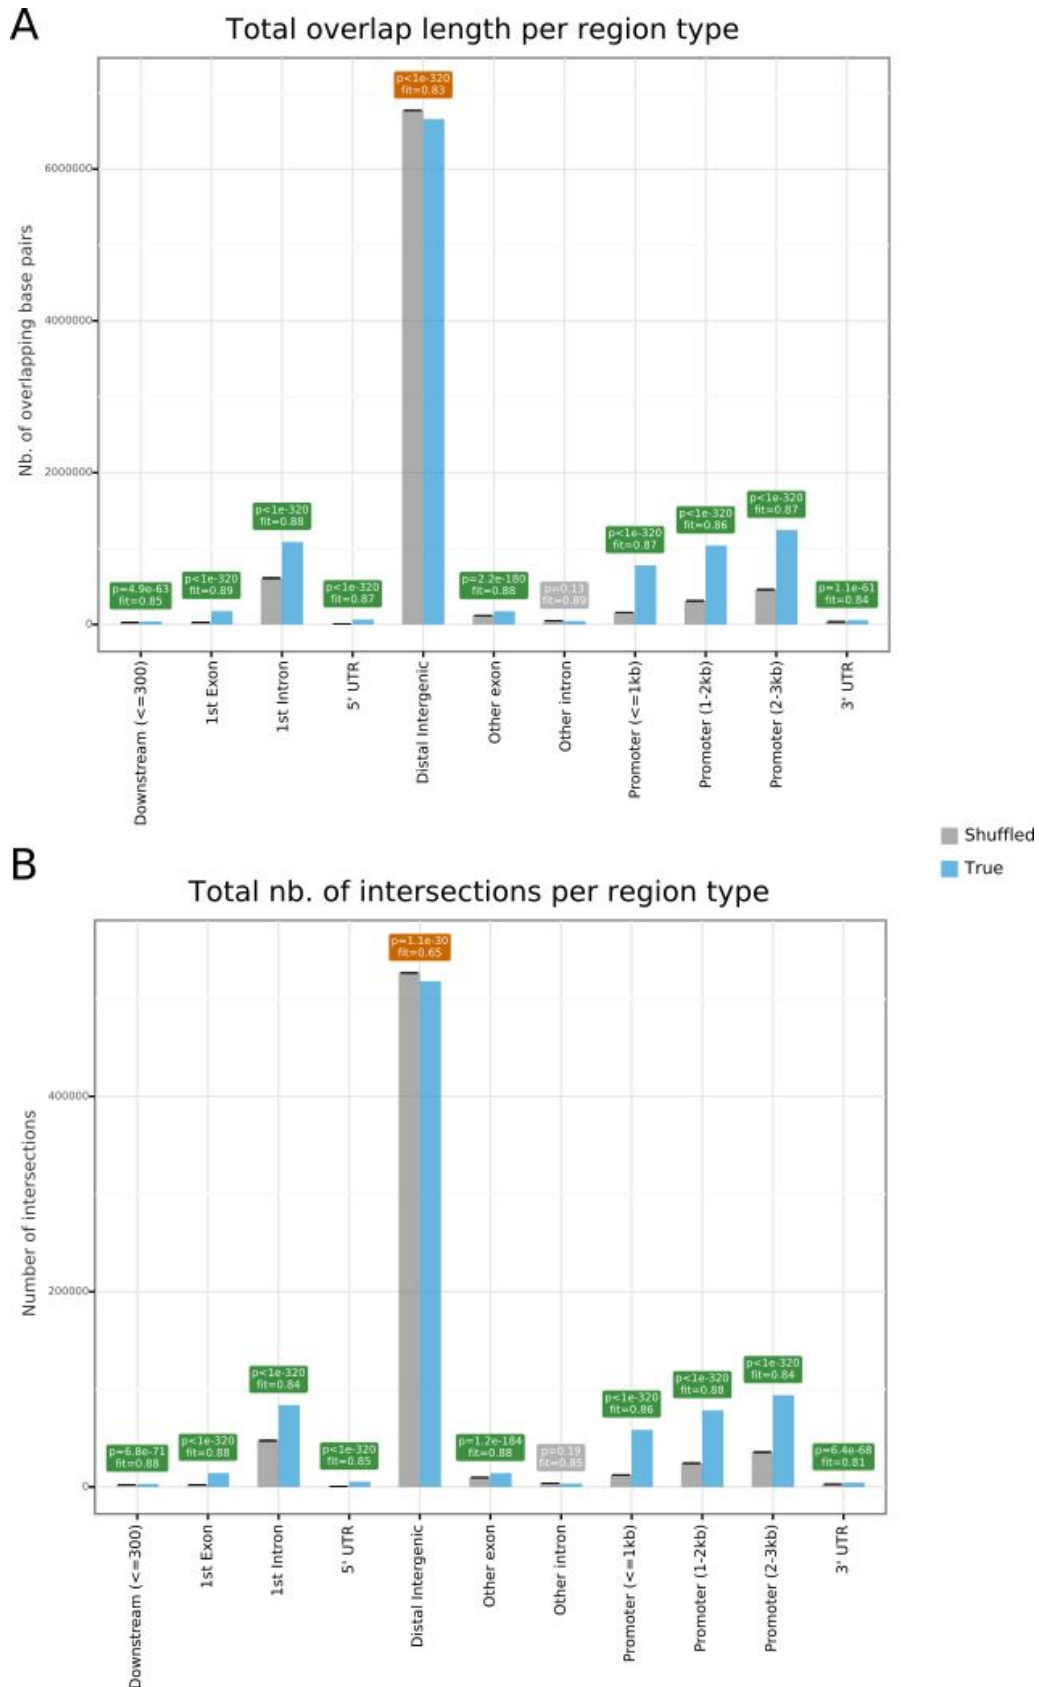 A
Total overlap length per region type
Nb. of overlapping base pairs
6000000
4000000
2000000
0
p=4.9e-63
fit=0.85
p<1e-320
fit=0.89
p<1e-320
fit=0.88
p<1e-320
fit=0.87
p<1e-320
fit=0.83
p=2.2e-180
fit=0.88
p=0.13
fit=0.89
p<1e-320
fit=0.87
p<1e-320
fit=0.86
p<1e-320
fit=0.87
p=1.1e-61
fit=0.84
Downstream (<=300)
1st Exon
1st Intron
5' UTR
Distal Intergenic
Other exon
Other intron
Promoter (<=1kb)
Promoter (1-2kb)
Promoter (2-3kb)
3' UTR
Shuffled
True
B
Total nb. of intersections per region type
Number of intersections
400000
200000
0
p=6.8e-71
fit=0.88
p<1e-320
fit=0.88
p<1e-320
fit=0.84
p<1e-320
fit=0.85
p=1.1e-30
fit=0.65
p=1.2e-184
fit=0.88
p=0.19
fit=0.85
p<1e-320
fit=0.86
p<1e-320
fit=0.88
p<1e-320
fit=0.84
p=6.4e-68
fit=0.81
Downstream (<=300)
1st Exon
1st Intron
5' UTR
Distal Intergenic
Other exon
Other intron
Promoter (<=1kb)
Promoter (1-2kb)
Promoter (2-3kb)
3' UTR